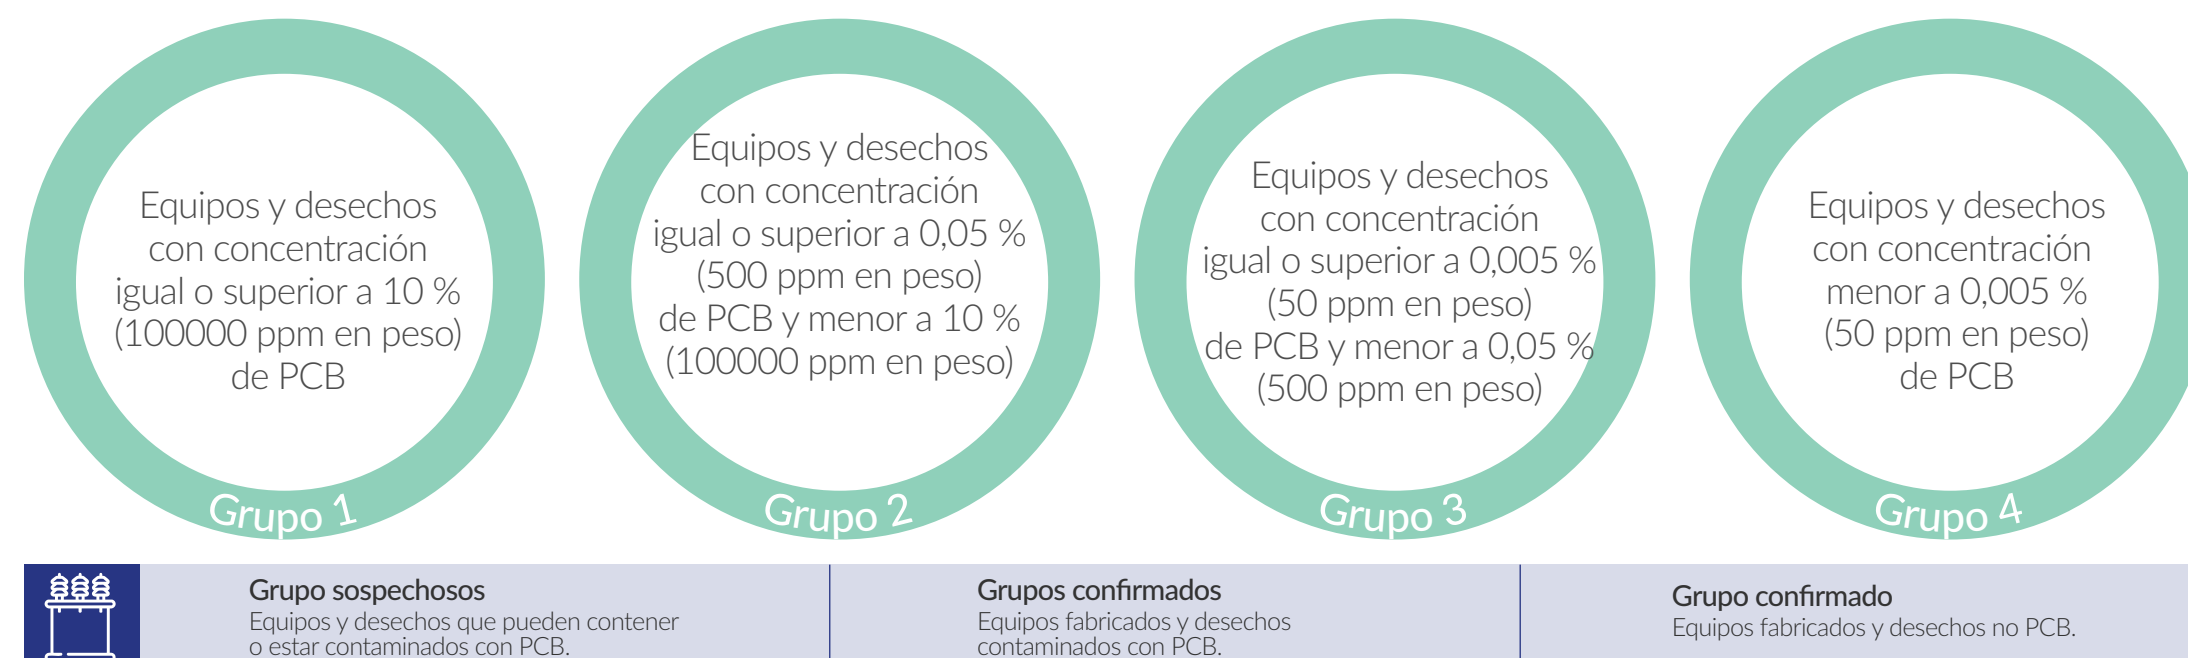 Equipos y desechos
con concentración
igual o superior a 10 %
(100000 ppm en peso)
de PCB
Grupo 1
Equipos y desechos
con concentración
igual o superior a 0,05 %
(500 ppm en peso)
de PCB y menor a 10 %
(100000 ppm en peso)
Grupo 2
Equipos y desechos
con concentración
igual o superior a 0,005 %
(50 ppm en peso)
de PCB y menor a 0,05 %
(500 ppm en peso)
Grupo 3
Equipos y desechos
con concentración
menor a 0,005 %
(50 ppm en peso)
de PCB
Grupo 4
Grupo sospechosos
Equipos y desechos que pueden contener
o estar contaminados con PCB.
Grupos confirmados
Equipos fabricados y desechos
contaminados con PCB.
Grupo confirmado
Equipos fabricados y desechos no PCB.